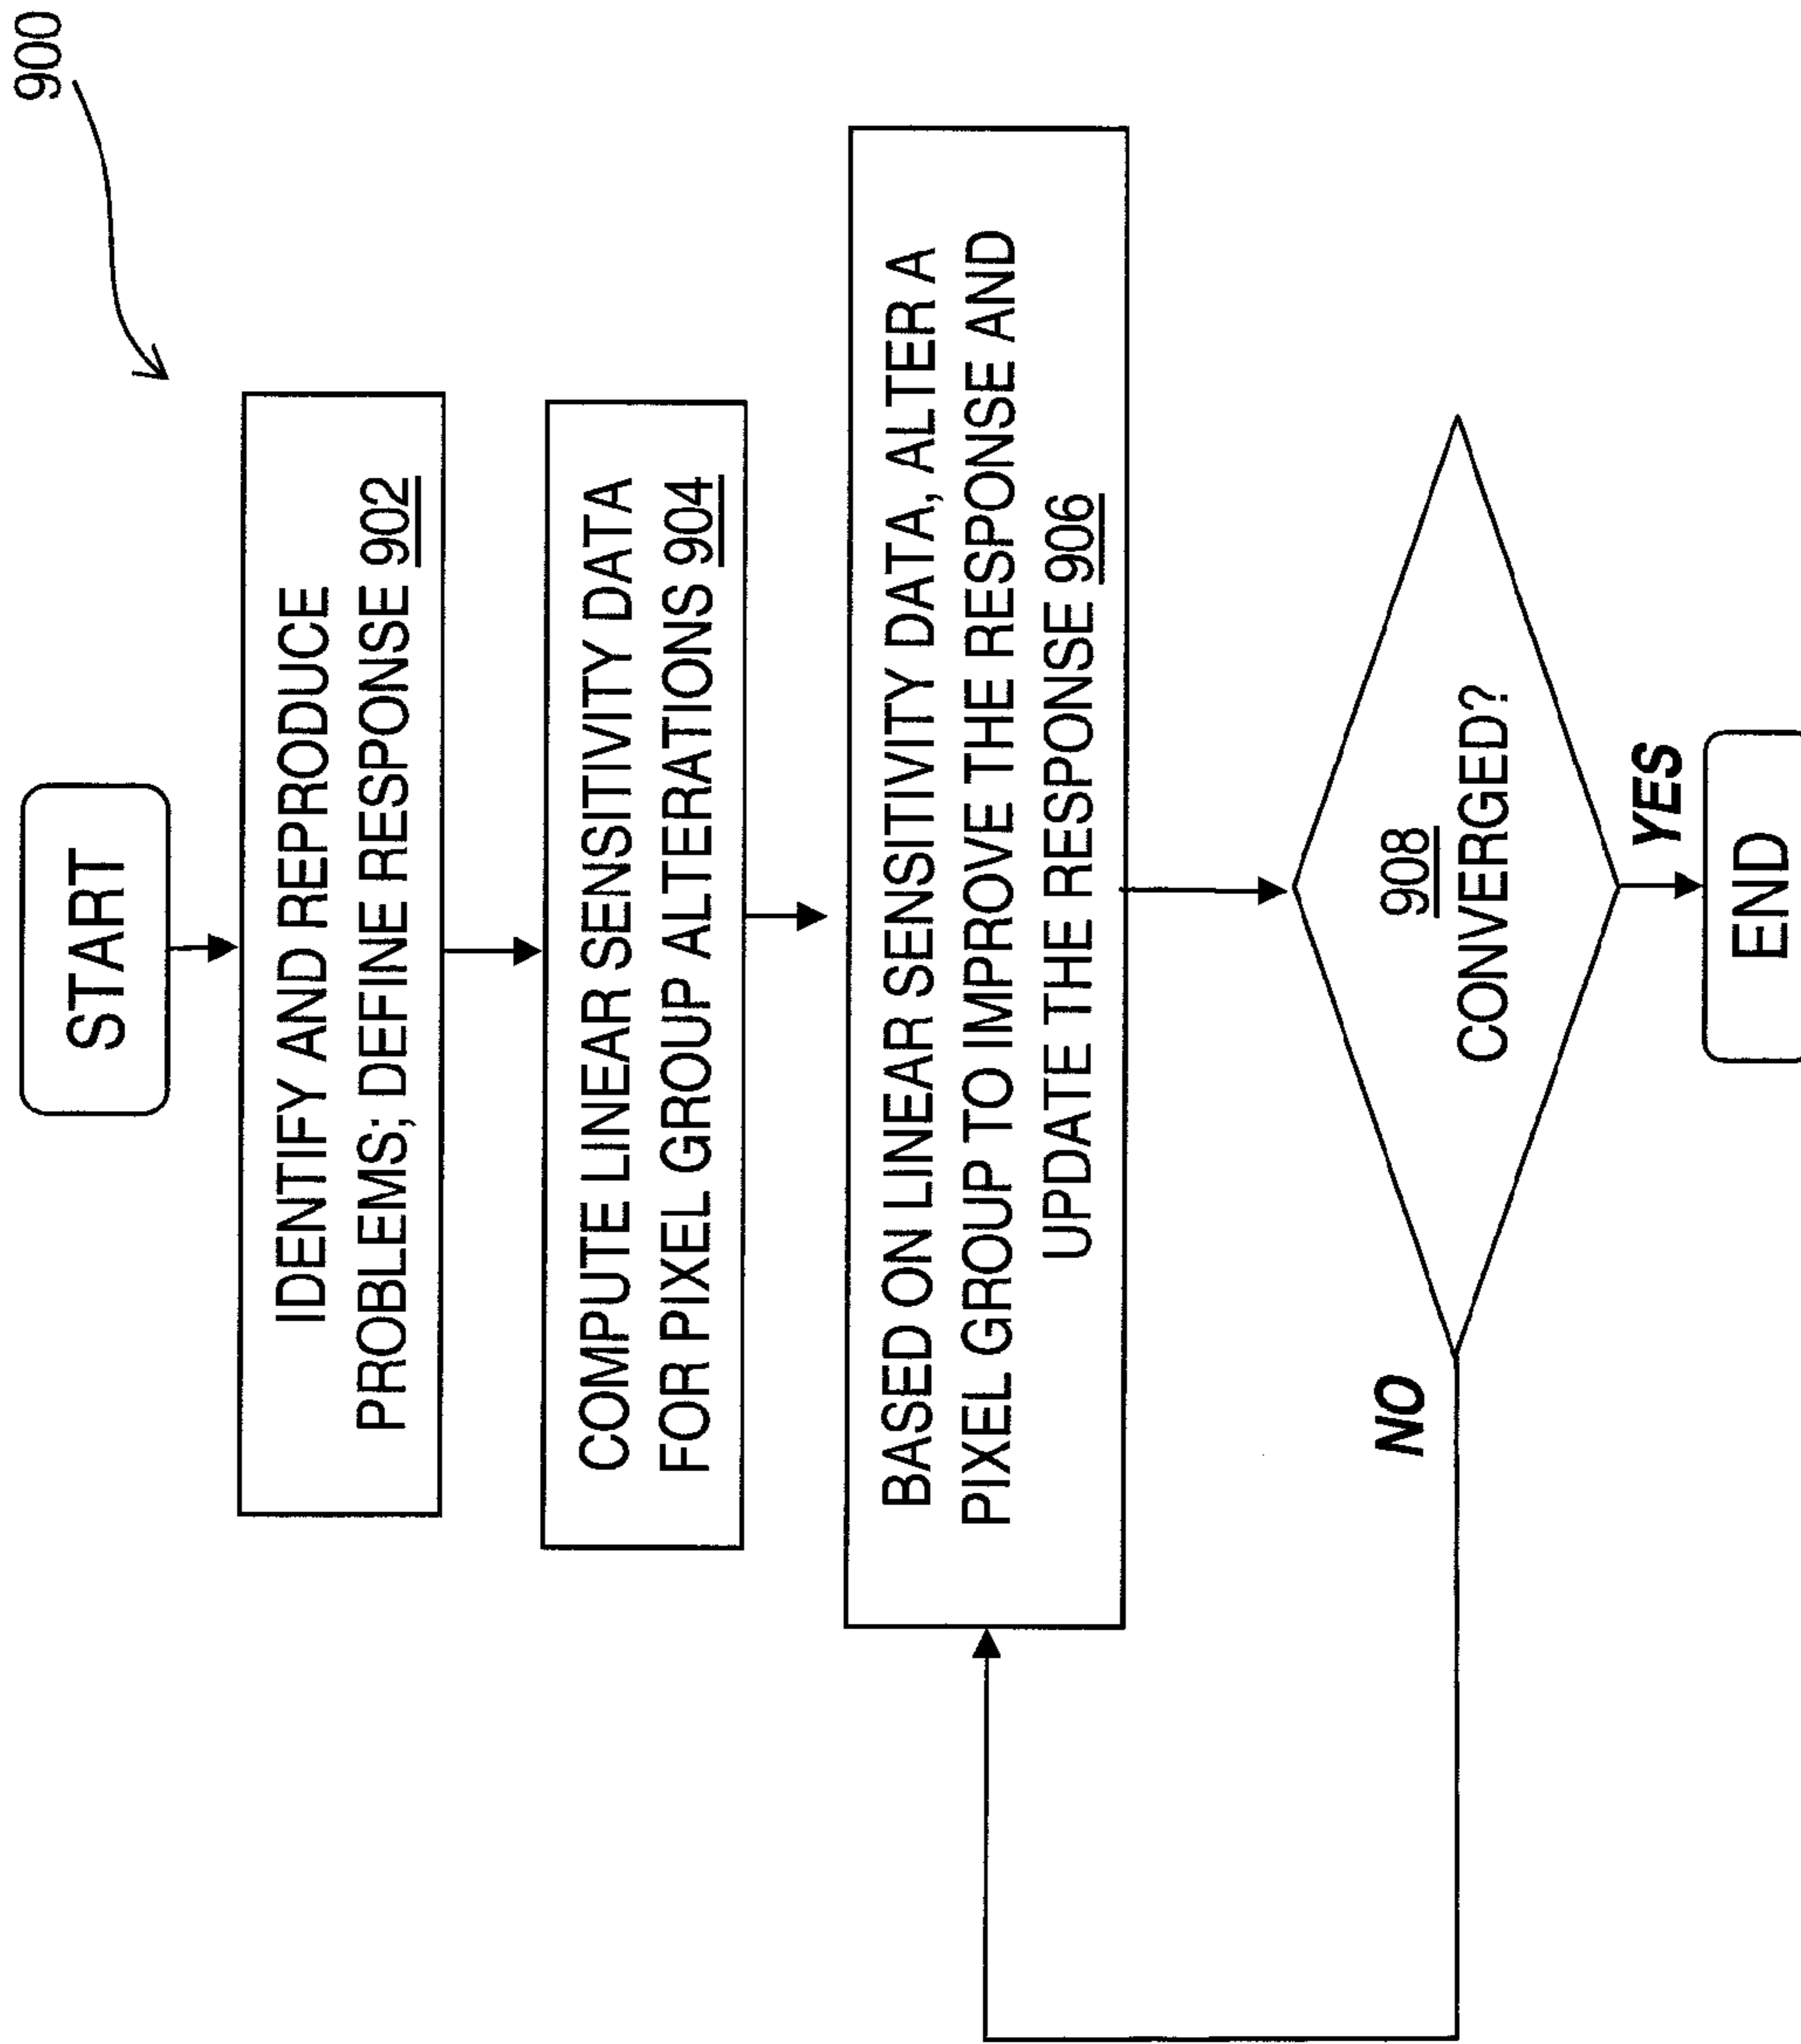 900
START
IDENTIFY AND REPRODUCE
PROBLEMS; DEFINE RESPONSE 902
COMPUTE LINEAR SENSITIVITY DATA
FOR PIXEL GROUP ALTERATIONS 904
BASED ON LINEAR SENSITIVITY DATA, ALTER A
PIXEL GROUP TO IMPROVE THE RESPONSE AND
UPDATE THE RESPONSE 906
908
CONVERGED?
NO
YES
END